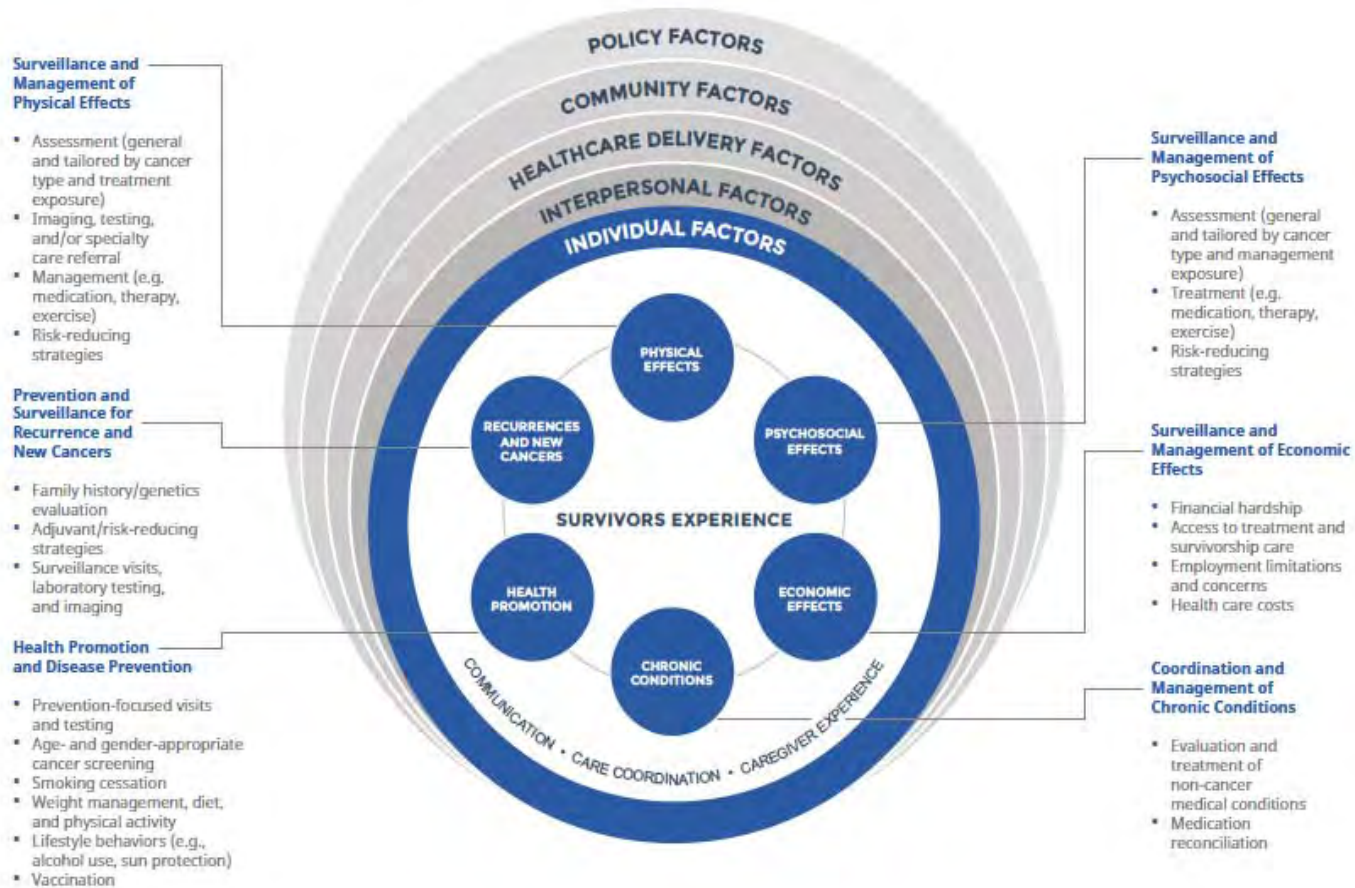 POLICY FACTORS
COMMUNITY FACTORS
HEALTHCARE DELIVERY FACTORS
INTERPERSONAL FACTORS
INDIVIDUAL FACTORS
Surveillance and
Management of
Physical Effects
▪ Assessment (general
and tailored by cancer
type and treatment
exposure)
▪ Imaging, testing,
and/or specialty
care referral
▪ Management (e.g.
medication, therapy,
exercise)
▪ Risk-reducing
strategies
Prevention and
Surveillance for
Recurrence and
New Cancers
▪ Family history/genetics
evaluation
▪ Adjuvant/risk-reducing
strategies
▪ Surveillance visits,
laboratory testing,
and imaging
Health Promotion
and Disease Prevention
▪ Prevention-focused visits
and testing
▪ Age- and gender-appropriate
cancer screening
▪ Smoking cessation
▪ Weight management, diet,
and physical activity
▪ Lifestyle behaviors (e.g.,
alcohol use, sun protection)
▪ Vaccination
PHYSICAL
EFFECTS
RECURRENCES
AND NEW
CANCERS
PSYCHOSOCIAL
EFFECTS
SURVIVORS EXPERIENCE
HEALTH
PROMOTION
ECONOMIC
EFFECTS
CHRONIC
CONDITIONS
COMMUNICATION • CARE COORDINATION • CAREGIVER EXPERIENCE
Surveillance and
Management of
Psychosocial Effects
▪ Assessment (general
and tailored by cancer
type and management
exposure)
▪ Treatment (e.g.
medication, therapy,
exercise)
▪ Risk-reducing
strategies
Surveillance and
Management of Economic
Effects
▪ Financial hardship
▪ Access to treatment and
survivorship care
▪ Employment limitations
and concerns
▪ Health care costs
Coordination and
Management of
Chronic Conditions
▪ Evaluation and
treatment of
non-cancer
medical conditions
▪ Medication
reconciliation